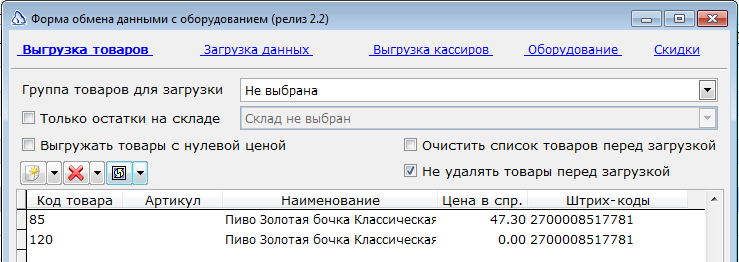 Форма обмена данными с оборудованием (релиз 2.2)
Выгрузка товаров Загрузка данных Выгрузка кассиров Оборудование Скидки
Группа товаров для загрузки Не выбрана
Только остатки на складе Склад не выбран
Выгружать товары с нулевой ценой Очистить список товаров перед загрузкой
Не удалять товары перед загрузкой
Код товара Артикул Наименование Цена в спр. Штрих-коды
85 Пиво Золотая бочка Классическая 47.30 2700008517781
120 Пиво Золотая бочка Классическая 0.00 2700008517781